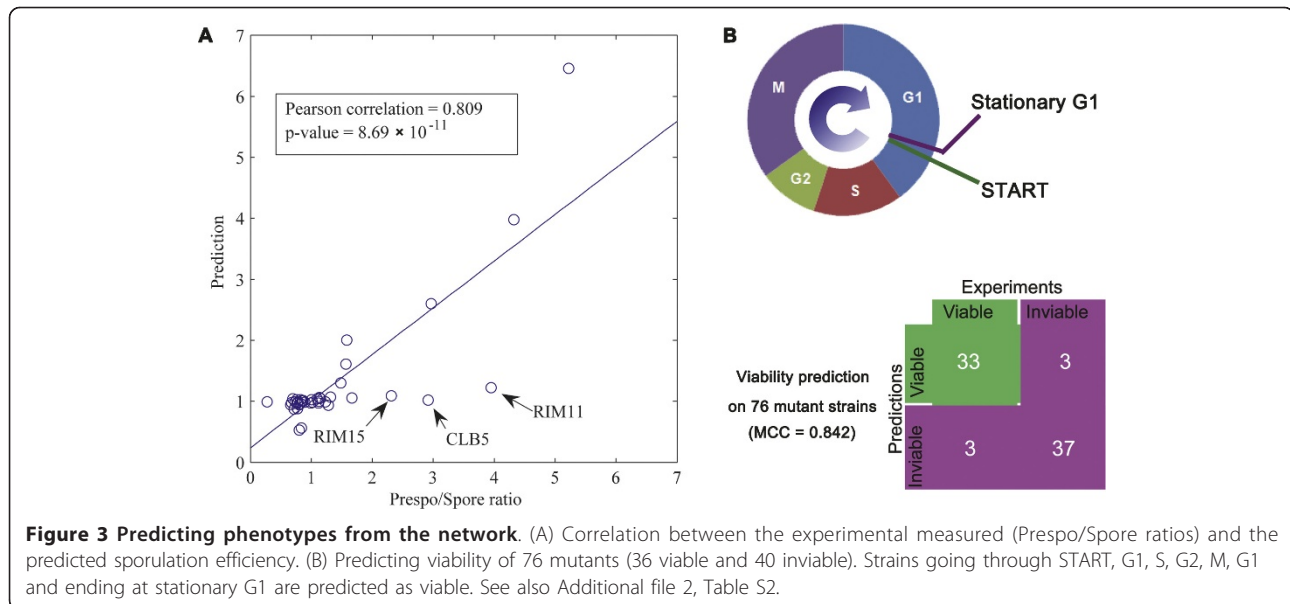 A
7
6
5
4
3
2
1
0
Prediction
Pearson correlation = 0.809
p-value = 8.69 × 10^-11
RIM15
CLB5
RIM11
0 1 2 3 4 5 6 7
Prespo/Spore ratio
B
M
G1
G2
S
Stationary G1
START
Experiments
Viable Inviable
Predictions
Viable
33 3
Inviable
3 37
Viability prediction
on 76 mutant strains
(MCC = 0.842)
Figure 3 Predicting phenotypes from the network. (A) Correlation between the experimental measured (Prespo/Spore ratios) and the
predicted sporulation efficiency. (B) Predicting viability of 76 mutants (36 viable and 40 inviable). Strains going through START, G1, S, G2, M, G1
and ending at stationary G1 are predicted as viable. See also Additional file 2, Table S2.